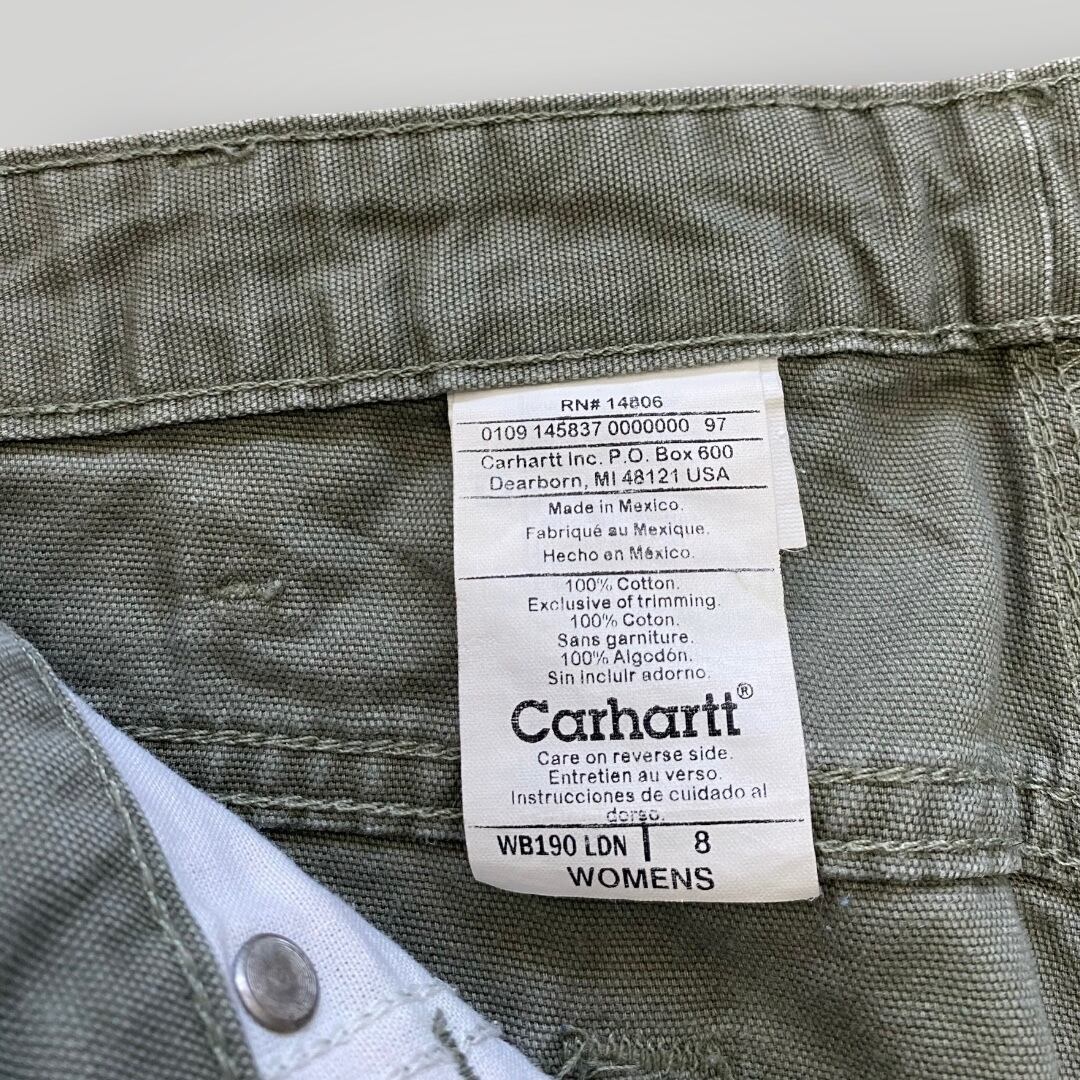 RN# 14806
0109 145837 0000000 97
Carhartt Inc. P.O. Box 600
Dearborn, MI 48121 USA
Made in Mexico.
Fabriqué au Mexique.
Hecho en México.
100% Cotton.
Exclusive of trimming.
100% Coton.
Sans garniture.
100% Algodón.
Sin incluir adorno.
Carhartt®
Care on reverse side.
Entretien au verso.
Instrucciones de cuidado al
dorso.
WB190 LDN | 8
WOMENS